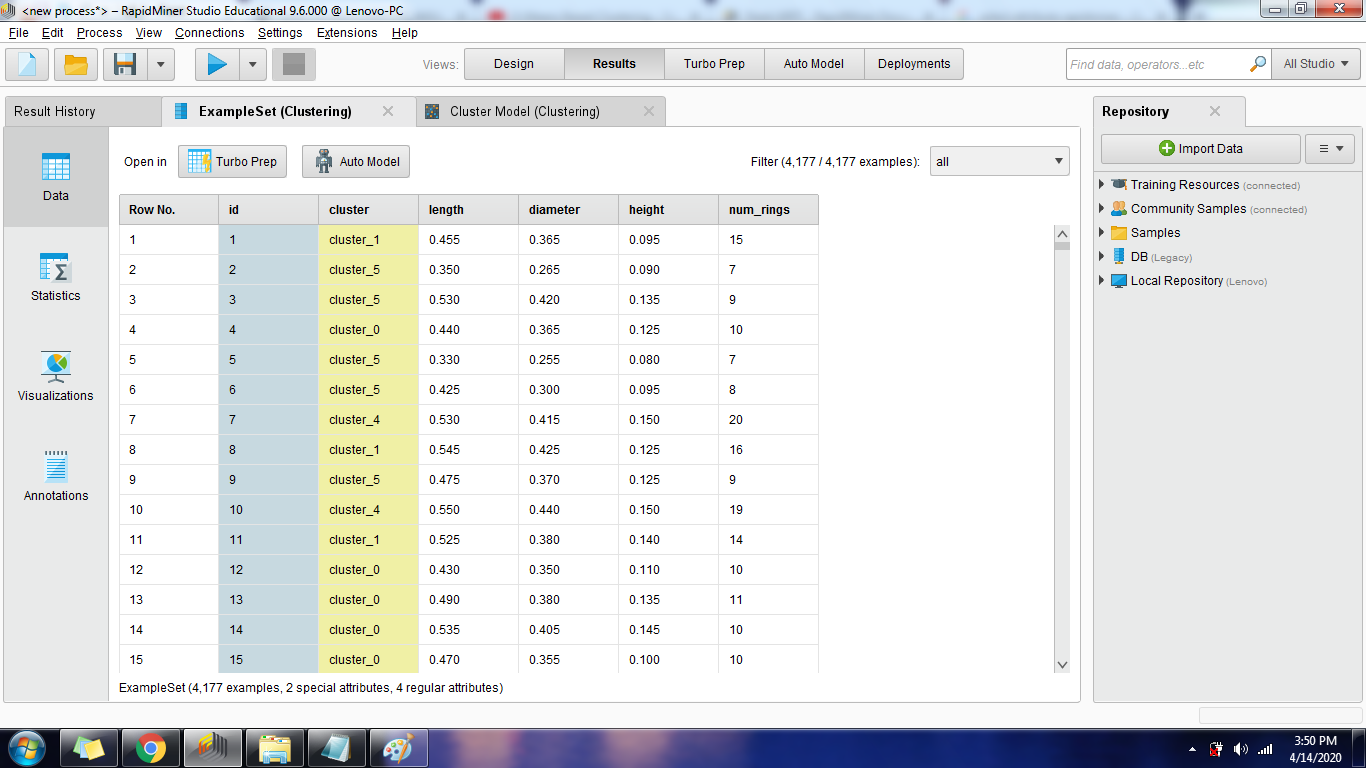 <new process*> – RapidMiner Studio Educational 9.6.000 @ Lenovo-PC
File Edit Process View Connections Settings Extensions Help
Views: Design Results Turbo Prep Auto Model Deployments Find data, operators...etc All Studio
Result History ExampleSet (Clustering) Cluster Model (Clustering)
Data
Statistics
Visualizations
Annotations
Open in Turbo Prep Auto Model Filter (4,177 / 4,177 examples): all
Row No. id cluster length diameter height num_rings
1 1 cluster_1 0.455 0.365 0.095 15
2 2 cluster_5 0.350 0.265 0.090 7
3 3 cluster_5 0.530 0.420 0.135 9
4 4 cluster_0 0.440 0.365 0.125 10
5 5 cluster_5 0.330 0.255 0.080 7
6 6 cluster_5 0.425 0.300 0.095 8
7 7 cluster_4 0.530 0.415 0.150 20
8 8 cluster_1 0.545 0.425 0.125 16
9 9 cluster_5 0.475 0.370 0.125 9
10 10 cluster_4 0.550 0.440 0.150 19
11 11 cluster_1 0.525 0.380 0.140 14
12 12 cluster_0 0.430 0.350 0.110 10
13 13 cluster_0 0.490 0.380 0.135 11
14 14 cluster_0 0.535 0.405 0.145 10
15 15 cluster_0 0.470 0.355 0.100 10
ExampleSet (4,177 examples, 2 special attributes, 4 regular attributes)
Repository
Import Data
Training Resources (connected)
Community Samples (connected)
Samples
DB (Legacy)
Local Repository (Lenovo)
3:50 PM
4/14/2020